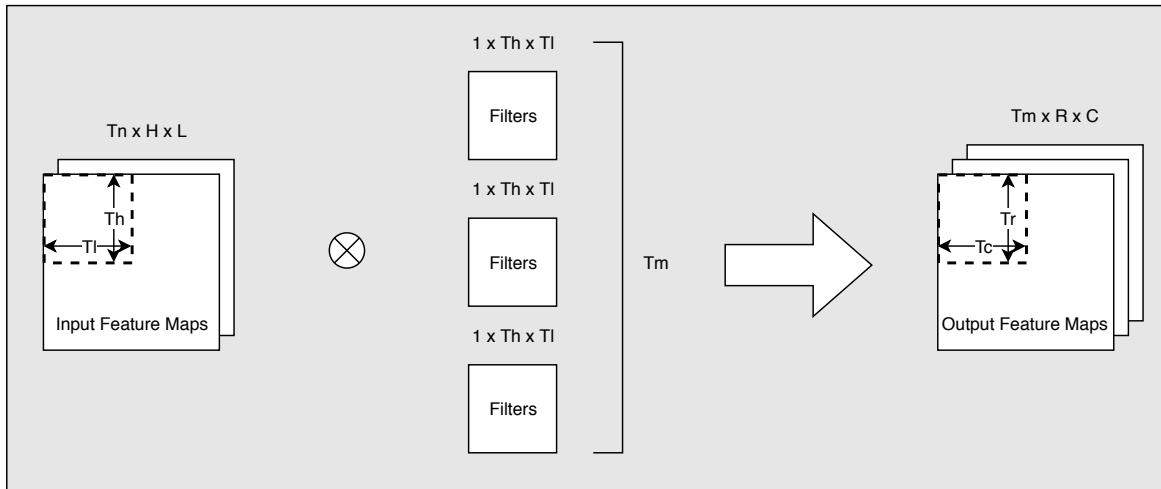 1 x Th x Tl
Filters
Tn x H x L
Th
Tl
Input Feature Maps
1 x Th x Tl
Filters
Tm
1 x Th x Tl
Filters
Tm x R x C
Tr
Tc
Output Feature Maps